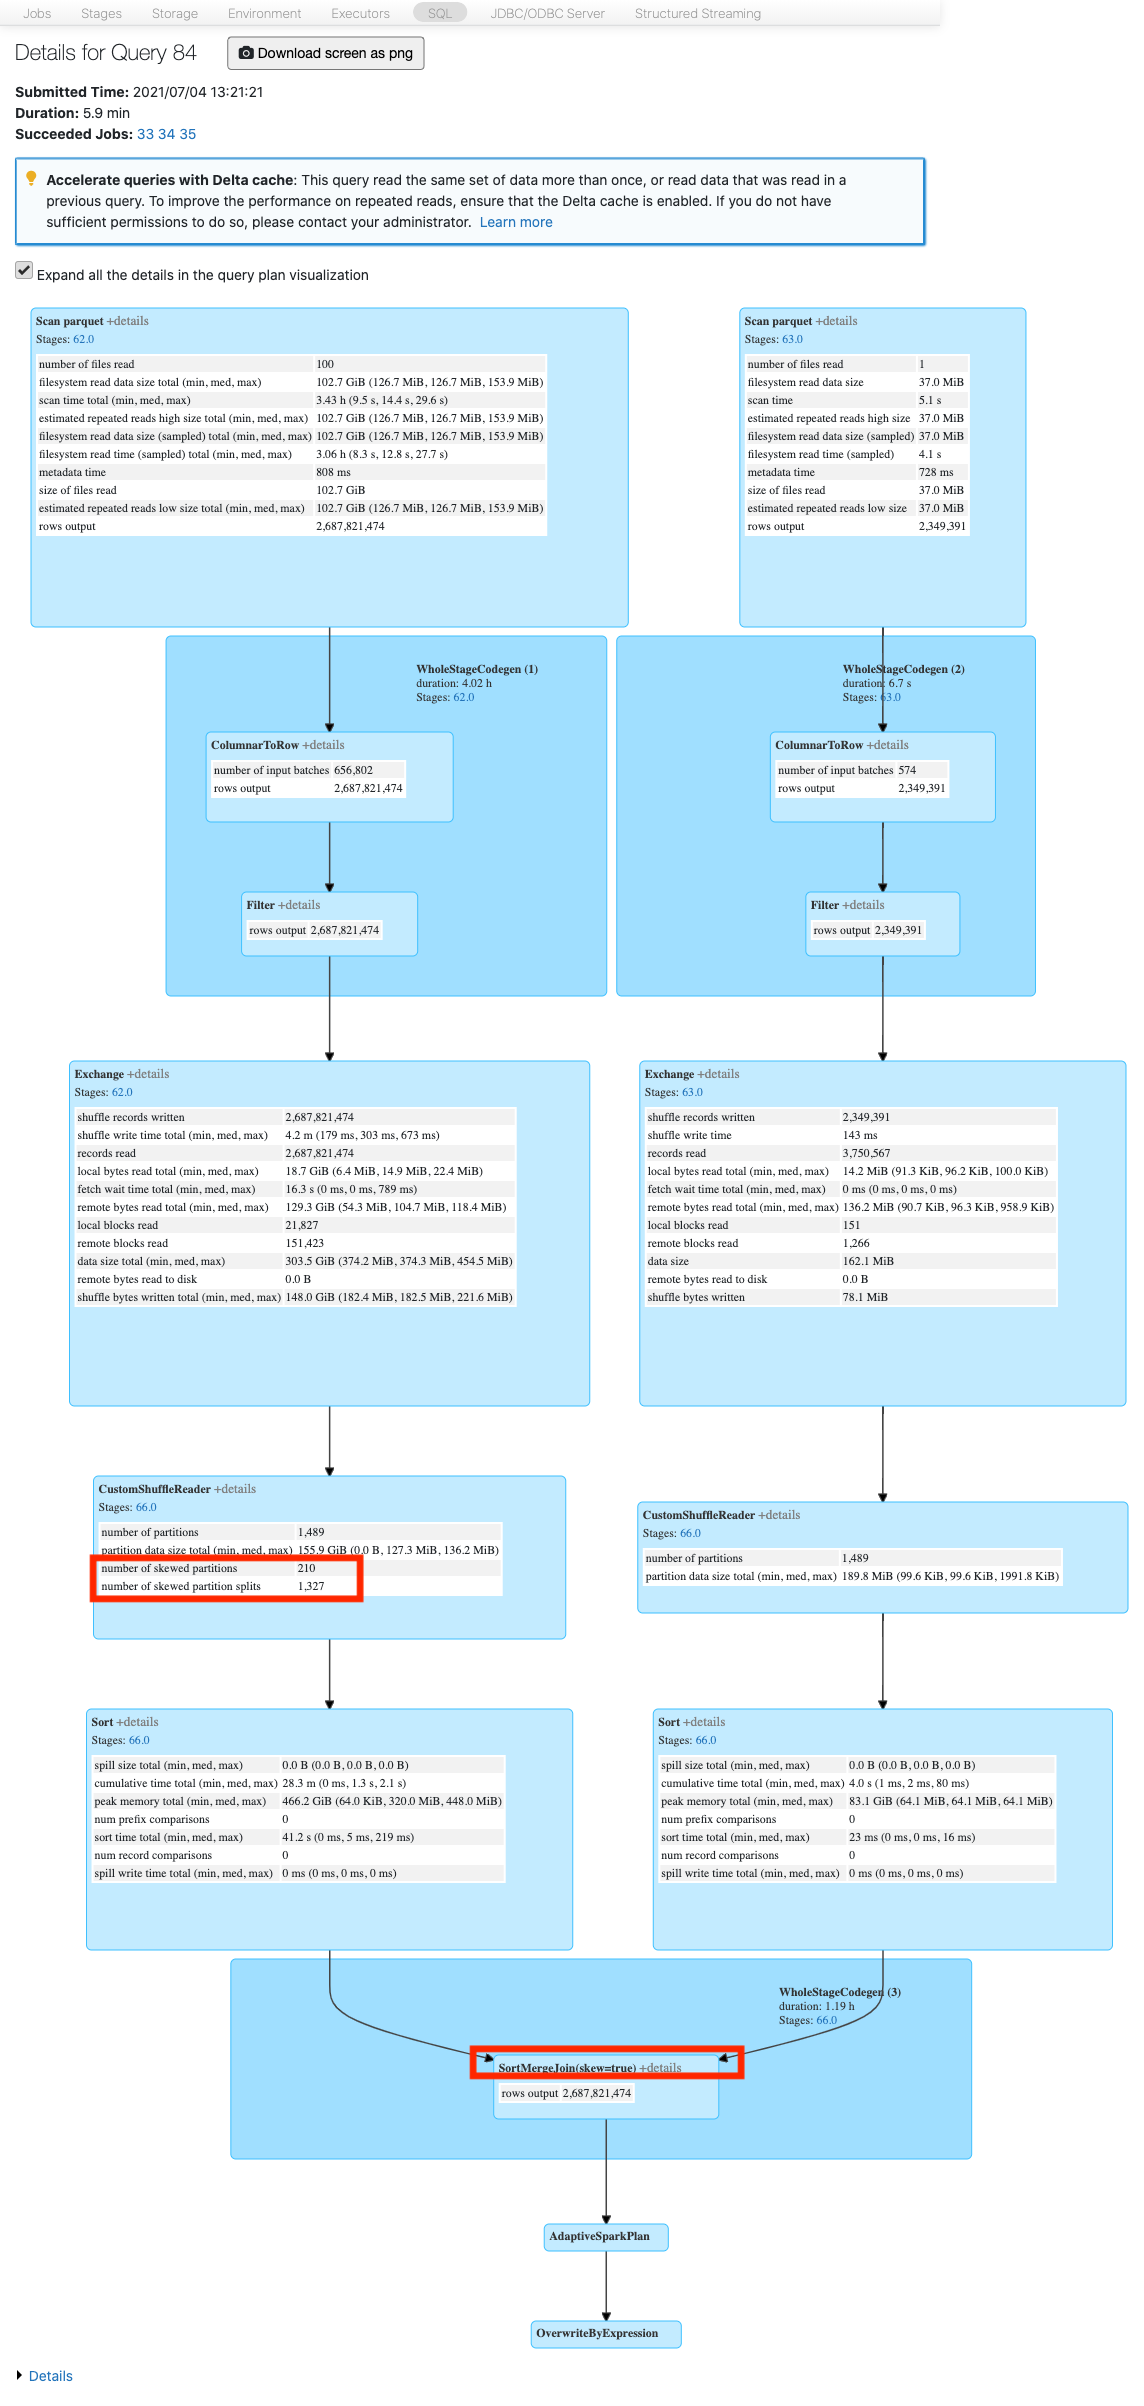 Jobs Stages Storage Environment Executors SQL JDBC/ODBC Server Structured Streaming
Details for Query 84 Download screen as png
Submitted Time: 2021/07/04 13:21:21
Duration: 5.9 min
Succeeded Jobs: 33 34 35
Accelerate queries with Delta cache: This query read the same set of data more than once, or read data that was read in a
previous query. To improve the performance on repeated reads, ensure that the Delta cache is enabled. If you do not have
sufficient permissions to do so, please contact your administrator. Learn more
Expand all the details in the query plan visualization
Scan parquet +details
Stages: 62.0
number of files read 100
filesystem read data size total (min, med, max) 102.7 GiB (126.7 MiB, 126.7 MiB, 153.9 MiB)
scan time total (min, med, max) 3.43 h (9.5 s, 14.4 s, 29.6 s)
estimated repeated reads high size total (min, med, max) 102.7 GiB (126.7 MiB, 126.7 MiB, 153.9 MiB)
filesystem read data size (sampled) total (min, med, max) 102.7 GiB (126.7 MiB, 126.7 MiB, 153.9 MiB)
filesystem read time (sampled) total (min, med, max) 3.06 h (8.3 s, 12.8 s, 27.7 s)
metadata time 808 ms
size of files read 102.7 GiB
estimated repeated reads low size total (min, med, max) 102.7 GiB (126.7 MiB, 126.7 MiB, 153.9 MiB)
rows output 2,687,821,474
Scan parquet +details
Stages: 63.0
number of files read 1
filesystem read data size 37.0 MiB
scan time 5.1 s
estimated repeated reads high size 37.0 MiB
filesystem read data size (sampled) 37.0 MiB
filesystem read time (sampled) 4.1 s
metadata time 728 ms
size of files read 37.0 MiB
estimated repeated reads low size 37.0 MiB
rows output 2,349,391
WholeStageCodegen (1)
duration: 4.02 h
Stages: 62.0
ColumnarToRow +details
number of input batches 656,802
rows output 2,687,821,474
Filter +details
rows output 2,687,821,474
WholeStageCodegen (2)
duration: 6.7 s
Stages: 63.0
ColumnarToRow +details
number of input batches 574
rows output 2,349,391
Filter +details
rows output 2,349,391
Exchange +details
Stages: 62.0
shuffle records written 2,687,821,474
shuffle write time total (min, med, max) 4.2 m (179 ms, 303 ms, 673 ms)
records read 2,687,821,474
local bytes read total (min, med, max) 18.7 GiB (6.4 MiB, 14.9 MiB, 22.4 MiB)
fetch wait time total (min, med, max) 16.3 s (0 ms, 0 ms, 789 ms)
remote bytes read total (min, med, max) 129.3 GiB (54.3 MiB, 104.7 MiB, 118.4 MiB)
local blocks read 21,827
remote blocks read 151,423
data size total (min, med, max) 303.5 GiB (374.2 MiB, 374.3 MiB, 454.5 MiB)
remote bytes read to disk 0.0 B
shuffle bytes written total (min, med, max) 148.0 GiB (182.4 MiB, 182.5 MiB, 221.6 MiB)
Exchange +details
Stages: 63.0
shuffle records written 2,349,391
shuffle write time 143 ms
records read 3,750,567
local bytes read total (min, med, max) 14.2 MiB (91.3 KiB, 96.2 KiB, 100.0 KiB)
fetch wait time total (min, med, max) 0 ms (0 ms, 0 ms, 0 ms)
remote bytes read total (min, med, max) 136.2 MiB (90.7 KiB, 96.3 KiB, 958.9 KiB)
local blocks read 151
remote blocks read 1,266
data size 162.1 MiB
remote bytes read to disk 0.0 B
shuffle bytes written 78.1 MiB
CustomShuffleReader +details
Stages: 66.0
number of partitions 1,489
partition data size total (min, med, max) 155.9 GiB (0.0 B, 127.3 MiB, 136.2 MiB)
number of skewed partitions 210
number of skewed partition splits 1,327
CustomShuffleReader +details
Stages: 66.0
number of partitions 1,489
partition data size total (min, med, max) 189.8 MiB (99.6 KiB, 99.6 KiB, 1991.8 KiB)
Sort +details
Stages: 66.0
spill size total (min, med, max) 0.0 B (0.0 B, 0.0 B, 0.0 B)
cumulative time total (min, med, max) 28.3 m (0 ms, 1.3 s, 2.1 s)
peak memory total (min, med, max) 466.2 GiB (64.0 KiB, 320.0 MiB, 448.0 MiB)
num prefix comparisons 0
sort time total (min, med, max) 41.2 s (0 ms, 5 ms, 219 ms)
num record comparisons 0
spill write time total (min, med, max) 0 ms (0 ms, 0 ms, 0 ms)
Sort +details
Stages: 66.0
spill size total (min, med, max) 0.0 B (0.0 B, 0.0 B, 0.0 B)
cumulative time total (min, med, max) 4.0 s (1 ms, 2 ms, 80 ms)
peak memory total (min, med, max) 83.1 GiB (64.1 MiB, 64.1 MiB, 64.1 MiB)
num prefix comparisons 0
sort time total (min, med, max) 23 ms (0 ms, 0 ms, 16 ms)
num record comparisons 0
spill write time total (min, med, max) 0 ms (0 ms, 0 ms, 0 ms)
WholeStageCodegen (3)
duration: 1.19 h
Stages: 66.0
SortMergeJoin(skew=true) +details
rows output 2,687,821,474
AdaptiveSparkPlan
OverwriteByExpression
Details